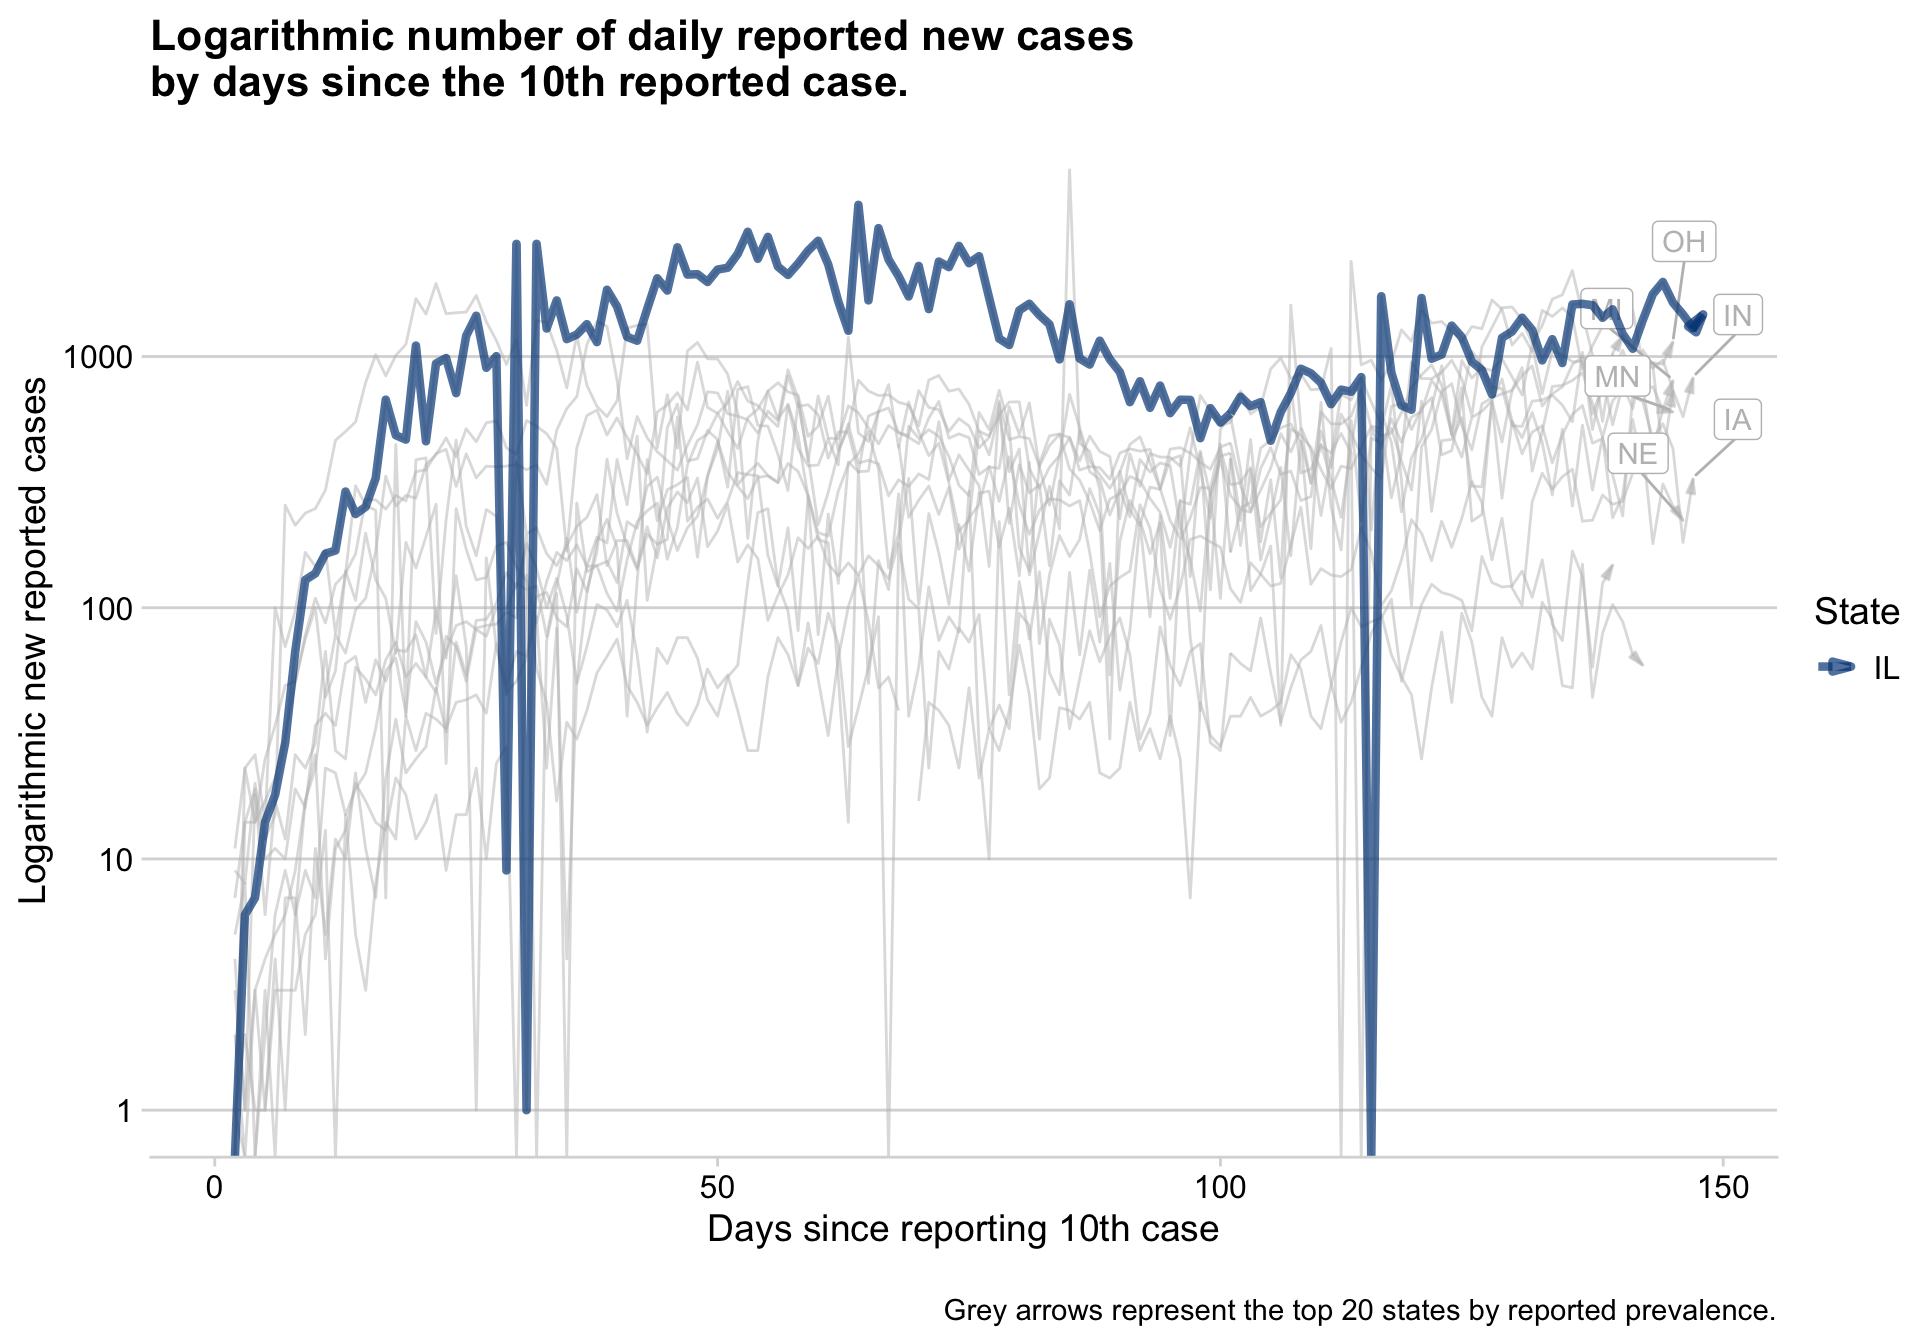 Logarithmic number of daily reported new cases
by days since the 10th reported case.
Logarithmic new reported cases
1000
100
10
1
OH
MI
IN
MN
IA
NE
State
IL
0
50
100
150
Days since reporting 10th case
Grey arrows represent the top 20 states by reported prevalence.